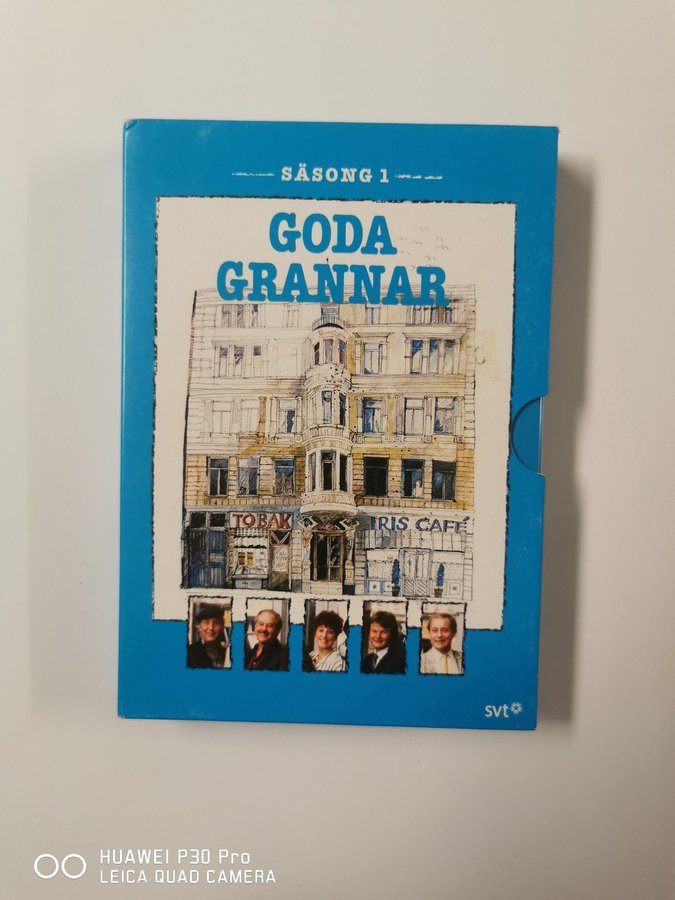 SÄSONG 1
GODA
GRANNAR
TOBAK
IRIS CAFÉ
svt
HUAWEI P30 Pro
LEICA QUAD CAMERA